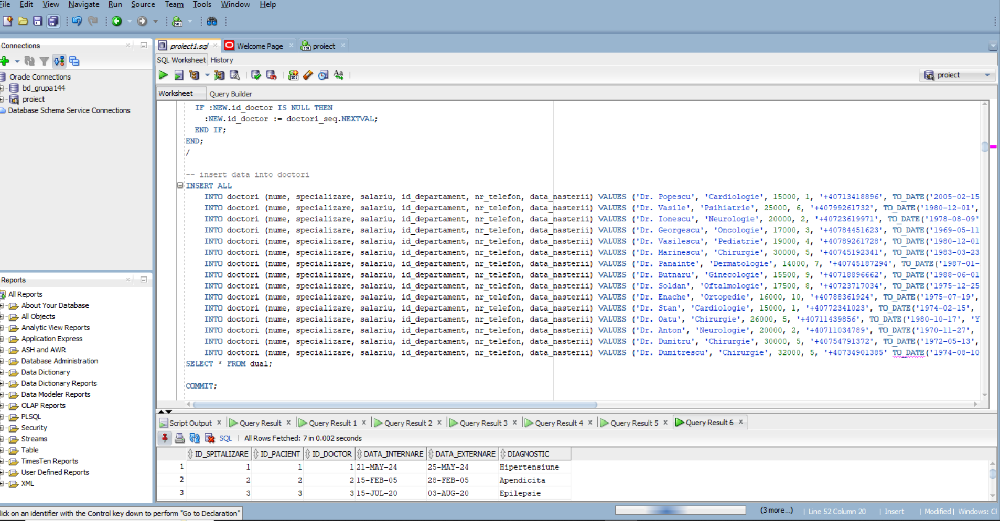 File Edit View Navigate Run Source Team Tools Window Help
Connections
Oracle Connections
bd_grupa144
proiect
Database Schema Service Connections
Reports
All Reports
About Your Database
All Objects
Analytic View Reports
Application Express
ASH and AWR
Database Administration
Data Dictionary
Data Dictionary Reports
Data Modeler Reports
OLAP Reports
PLSQL
Security
Streams
Table
TimesTen Reports
User Defined Reports
XML
proiect1.sql Welcome Page proiect
SQL Worksheet History
proiect
Worksheet Query Builder
IF :NEW.id_doctor IS NULL THEN
:NEW.id_doctor := doctori_seq.NEXTVAL;
END IF;
END;
/
-- insert data into doctori
INSERT ALL
INTO doctori (nume, specializare, salariu, id_departament, nr_telefon, data_nasterii) VALUES ('Dr. Popescu', 'Cardiologie', 15000, 1, '+40713418896', TO_DATE('2005-02-15
INTO doctori (nume, specializare, salariu, id_departament, nr_telefon, data_nasterii) VALUES ('Dr. Vasile', 'Psihiatrie', 25000, 6, '+40799261732', TO_DATE('1980-12-01',
INTO doctori (nume, specializare, salariu, id_departament, nr_telefon, data_nasterii) VALUES ('Dr. Ionescu', 'Neurologie', 20000, 2, '+40723619971', TO_DATE('1978-08-09'
INTO doctori (nume, specializare, salariu, id_departament, nr_telefon, data_nasterii) VALUES ('Dr. Georgescu', 'Oncologie', 17000, 3, '+40784451623', TO_DATE('1969-05-11
INTO doctori (nume, specializare, salariu, id_departament, nr_telefon, data_nasterii) VALUES ('Dr. Vasilescu', 'Pediatrie', 19000, 4, '+40789261728', TO_DATE('1980-12-01
INTO doctori (nume, specializare, salariu, id_departament, nr_telefon, data_nasterii) VALUES ('Dr. Marinescu', 'Chirurgie', 30000, 5, '+40745192341', TO_DATE('1983-03-23
INTO doctori (nume, specializare, salariu, id_departament, nr_telefon, data_nasterii) VALUES ('Dr. Panainte', 'Dermatologie', 14000, 7, '+40745187294', TO_DATE('1987-01-
INTO doctori (nume, specializare, salariu, id_departament, nr_telefon, data_nasterii) VALUES ('Dr. Butnaru', 'Ginecologie', 15500, 9, '+40718896662', TO_DATE('1988-06-01
INTO doctori (nume, specializare, salariu, id_departament, nr_telefon, data_nasterii) VALUES ('Dr. Soldan', 'Oftalmologie', 17500, 8, '+40723717034', TO_DATE('1975-12-25
INTO doctori (nume, specializare, salariu, id_departament, nr_telefon, data_nasterii) VALUES ('Dr. Enache', 'Ortopedie', 16000, 10, '+40788361924', TO_DATE('1975-07-19',
INTO doctori (nume, specializare, salariu, id_departament, nr_telefon, data_nasterii) VALUES ('Dr. Stan', 'Cardiologie', 15000, 1, '+40772341023', TO_DATE('1974-02-15',
INTO doctori (nume, specializare, salariu, id_departament, nr_telefon, data_nasterii) VALUES ('Dr. Oatu', 'Chirurgie', 26000, 5, '+40711439856', TO_DATE('1980-10-17', 'Y
INTO doctori (nume, specializare, salariu, id_departament, nr_telefon, data_nasterii) VALUES ('Dr. Anton', 'Neurologie', 20000, 2, '+40711034789', TO_DATE('1970-11-27',
INTO doctori (nume, specializare, salariu, id_departament, nr_telefon, data_nasterii) VALUES ('Dr. Dumitru', 'Chirurgie', 30000, 5, '+40754791372', TO_DATE('1972-05-13',
INTO doctori (nume, specializare, salariu, id_departament, nr_telefon, data_nasterii) VALUES ('Dr. Dumitrescu', 'Chirurgie', 32000, 5, '+40734901385' TO_DATE('1974-08-10
SELECT * FROM dual;
COMMIT;
Script Output Query Result Query Result 1 Query Result 2 Query Result 3 Query Result 4 Query Result 5 Query Result 6
SQL | All Rows Fetched: 7 in 0.002 seconds
ID_SPITALIZARE ID_PACIENT ID_DOCTOR DATA_INTERNARE DATA_EXTERNARE DIAGNOSTIC
1 1 1 1 21-MAY-24 25-MAY-24 Hipertensiune
2 2 2 2 15-FEB-05 28-FEB-05 Apendicita
3 3 3 3 15-JUL-20 03-AUG-20 Epilepsie
lick on an identifier with the Control key down to perform "Go to Declaration" (3 more...) | Line 52 Column 20 | Insert | Modified | Windows: CF